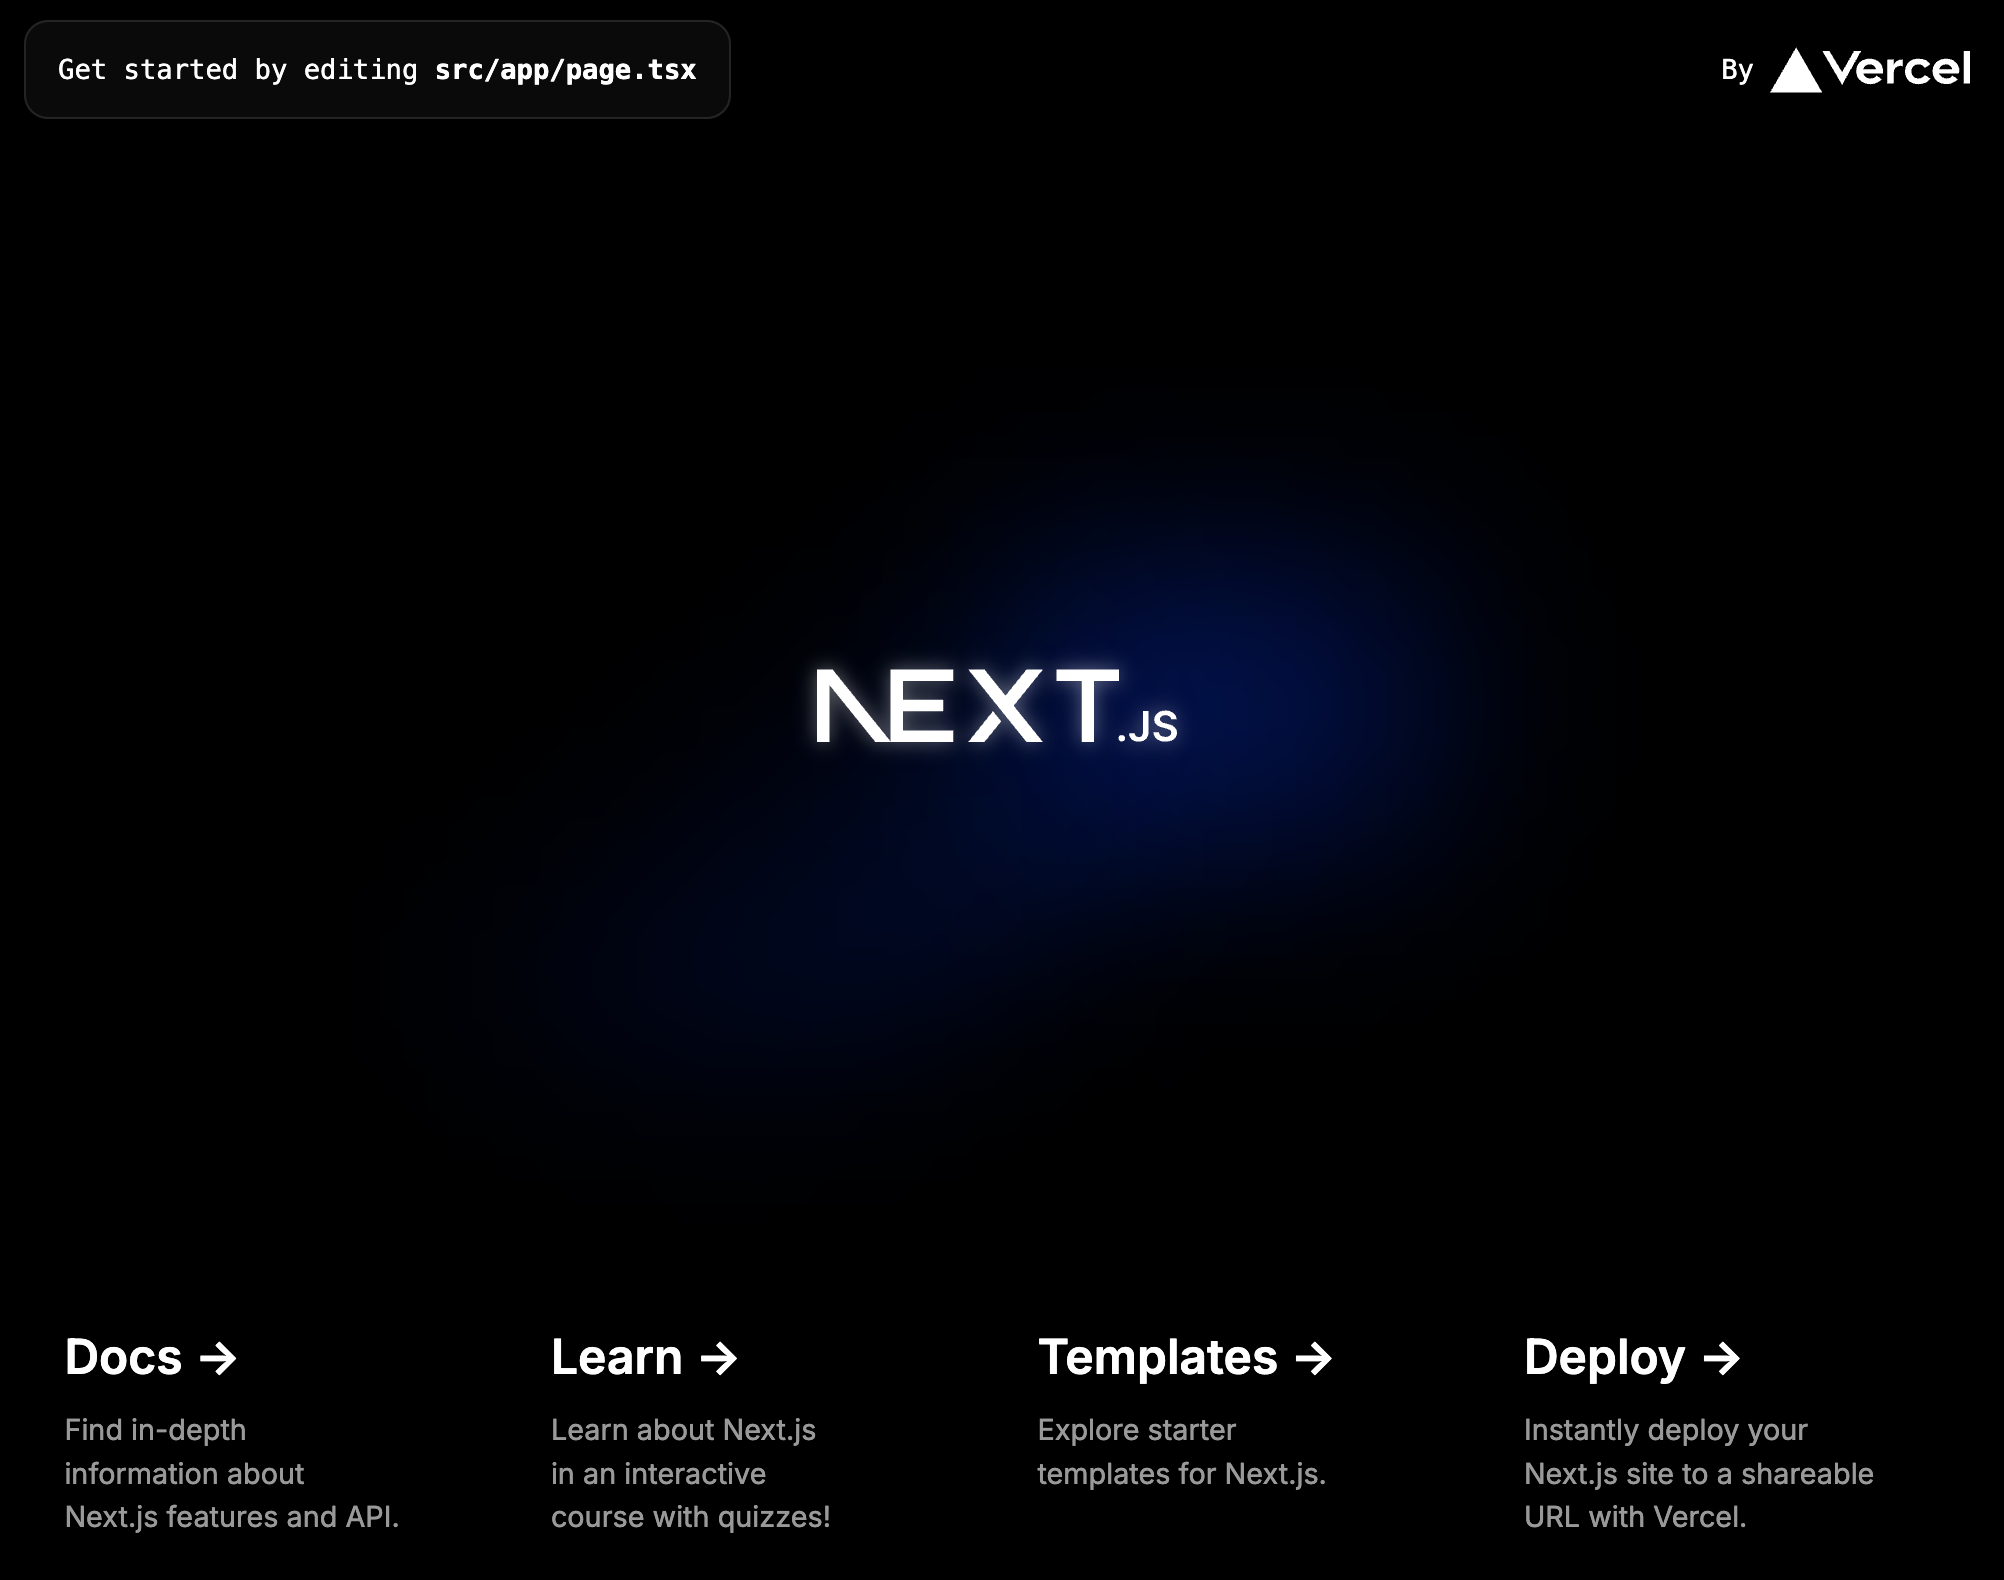 Get started by editing src/app/page.tsx
By Vercel
NEXT.JS
Docs →
Find in-depth
information about
Next.js features and API.
Learn →
Learn about Next.js
in an interactive
course with quizzes!
Templates →
Explore starter
templates for Next.js.
Deploy →
Instantly deploy your
Next.js site to a shareable
URL with Vercel.